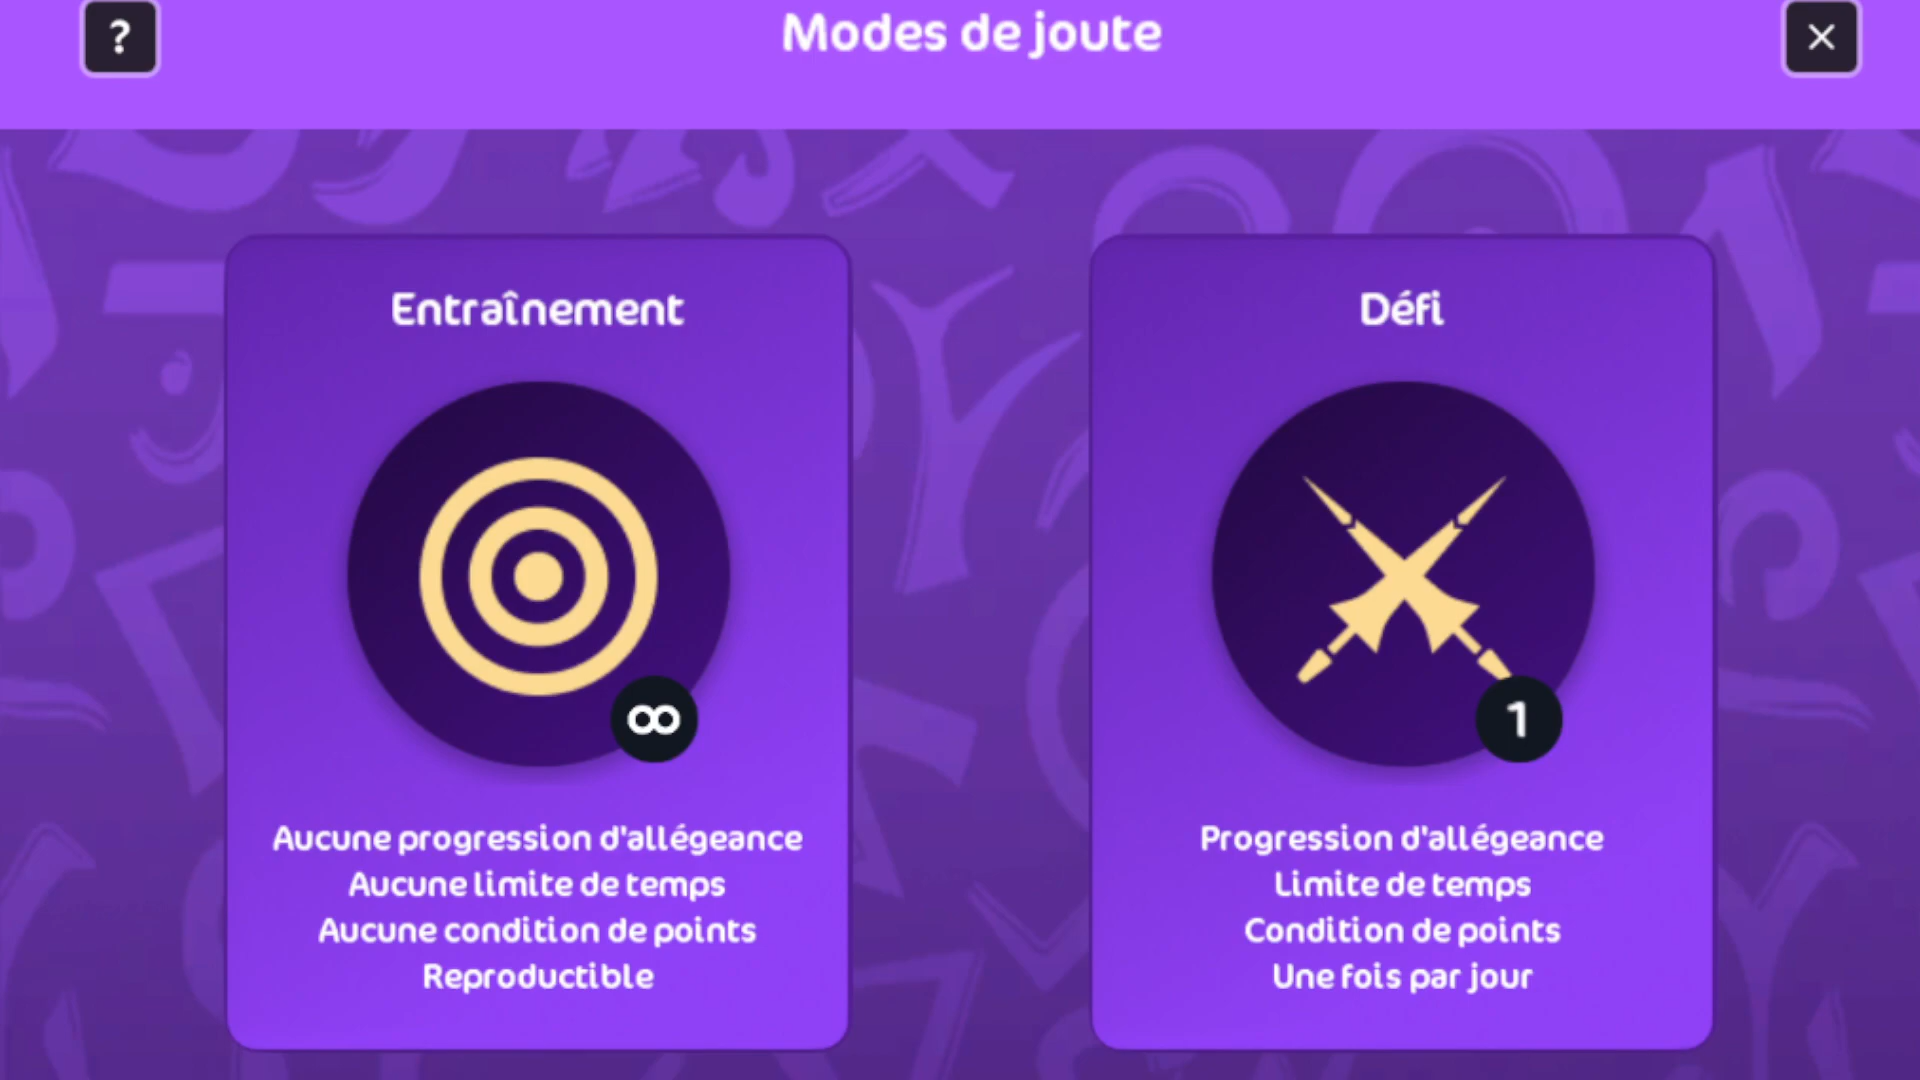 ?
Modes de joute
×
Entraînement
∞
Aucune progression d'allégeance
Aucune limite de temps
Aucune condition de points
Reproductible
Défi
1
Progression d'allégeance
Limite de temps
Condition de points
Une fois par jour